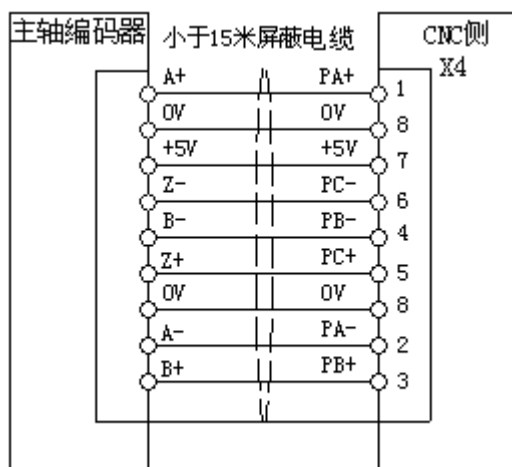 主轴编码器 小于15米屏蔽电缆 CNC侧
X4
A+ PA+ 1
0V 0V 8
+5V +5V 7
Z- PC- 6
B- PB- 4
Z+ PC+ 5
0V 0V 8
A- PA- 2
B+ PB+ 3